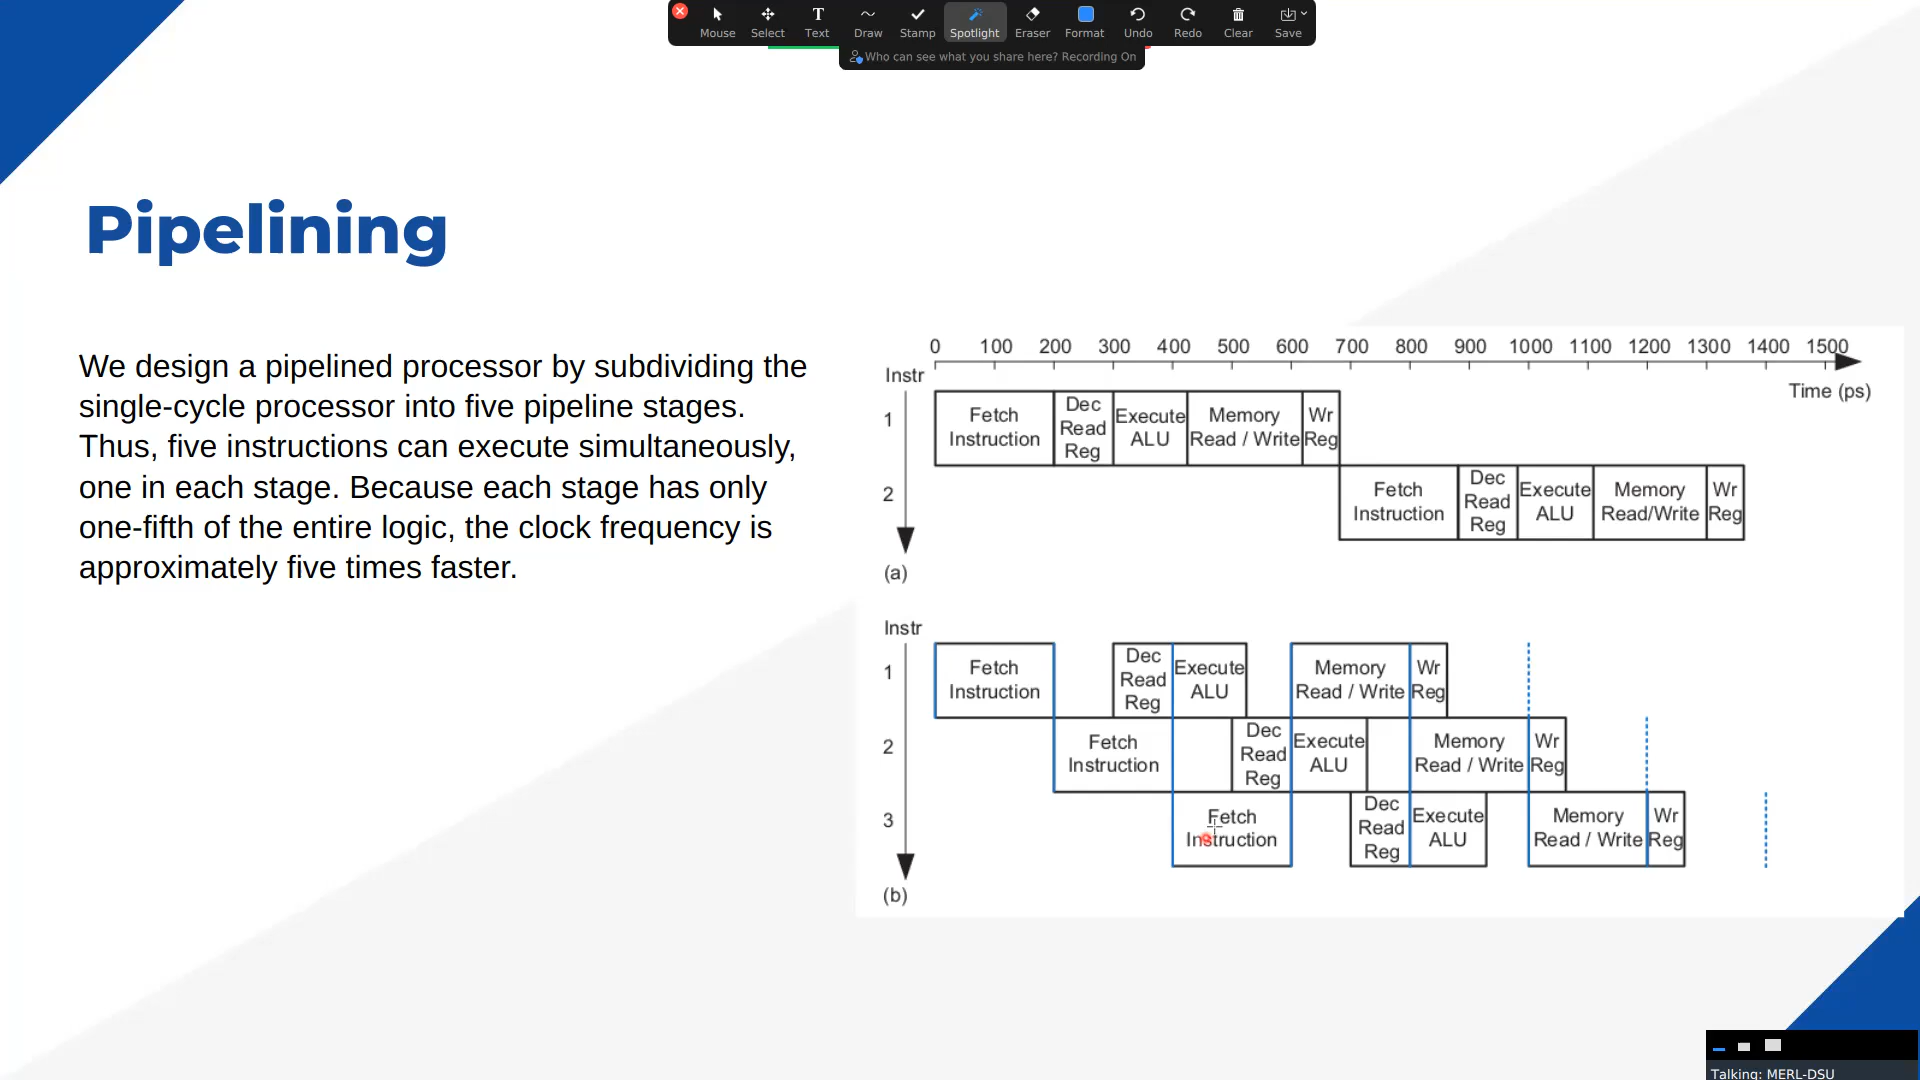 Mouse Select Text Draw Stamp Spotlight Eraser Format Undo Redo Clear Save
Who can see what you share here? Recording On
Pipelining
We design a pipelined processor by subdividing the
single-cycle processor into five pipeline stages.
Thus, five instructions can execute simultaneously,
one in each stage. Because each stage has only
one-fifth of the entire logic, the clock frequency is
approximately five times faster.
0 100 200 300 400 500 600 700 800 900 1000 1100 1200 1300 1400 1500
Instr
Time (ps)
1
Fetch
Instruction
Dec
Read
Reg
Execute
ALU
Memory
Read / Write
Wr
Reg
2
Fetch
Instruction
Dec
Read
Reg
Execute
ALU
Memory
Read/Write
Wr
Reg
(a)
Instr
1
Fetch
Instruction
Dec
Read
Reg
Execute
ALU
Memory
Read / Write
Wr
Reg
2
Fetch
Instruction
Dec
Read
Reg
Execute
ALU
Memory
Read / Write
Wr
Reg
3
Fetch
Instruction
Dec
Read
Reg
Execute
ALU
Memory
Read / Write
Wr
Reg
(b)
Talking: MERL-DSU